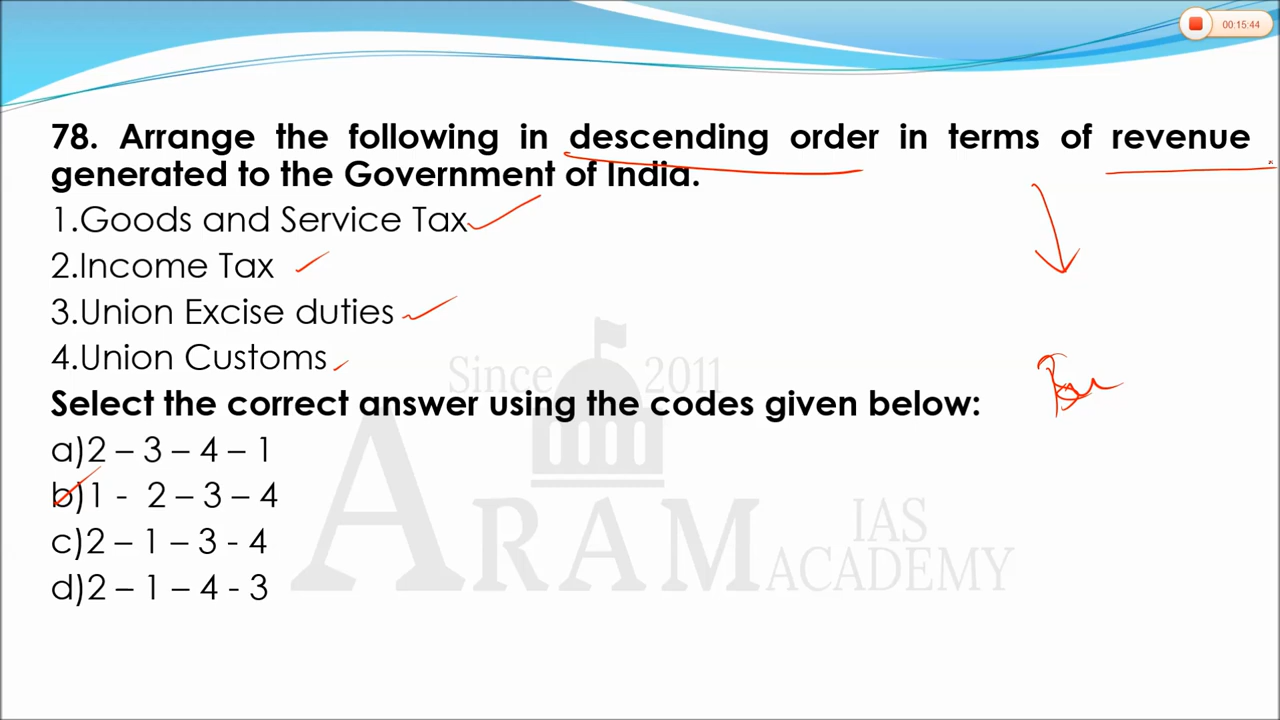 00:15:44
78. Arrange the following in descending order in terms of revenue
generated to the Government of India.
1.Goods and Service Tax
2.Income Tax
3.Union Excise duties
4.Union Customs
Since 2011
Select the correct answer using the codes given below:
a)2 – 3 – 4 – 1
b)1 - 2 – 3 – 4
c)2 – 1 – 3 - 4
d)2 – 1 – 4 - 3
ARAM IAS ACADEMY